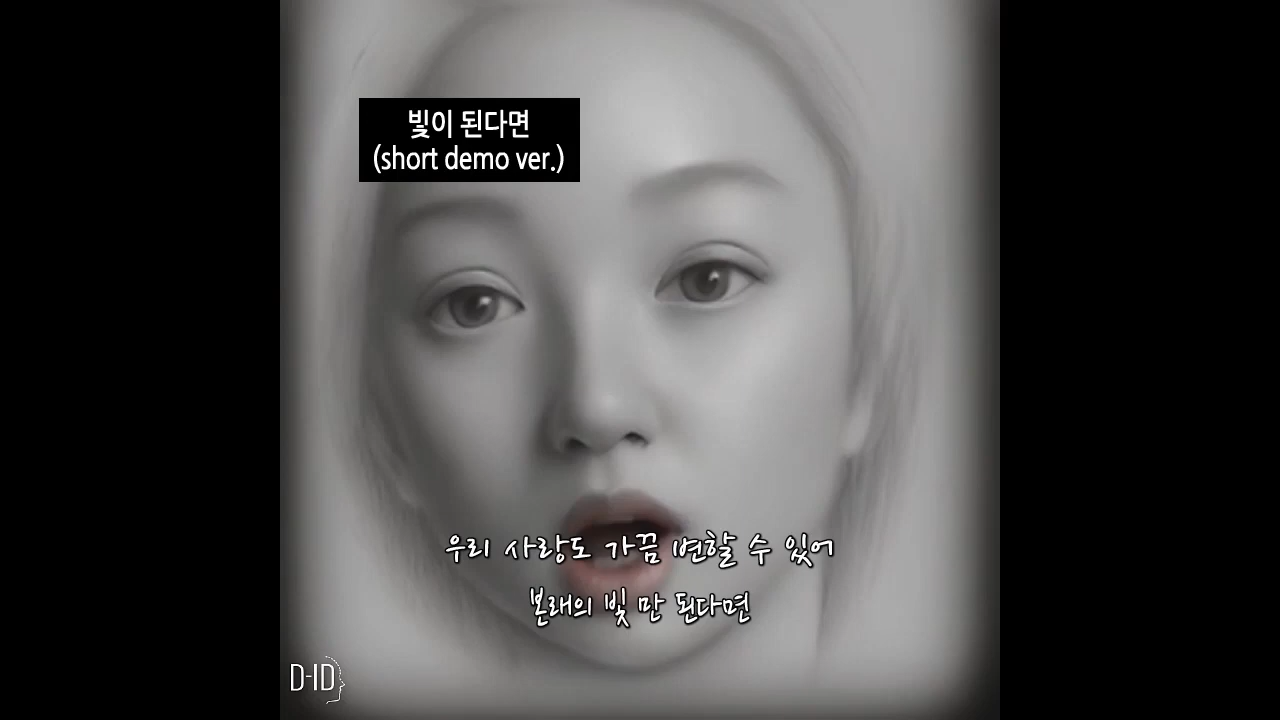 빛이 된다면
(short demo ver.)
우리 사랑도 가끔 변할 수 있어
본래의 빛 만 된다면
D-ID